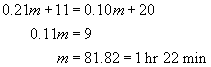 0.21m + 11 = 0.10m + 20
0.11m = 9
m = 81.82 = 1 hr 22 min